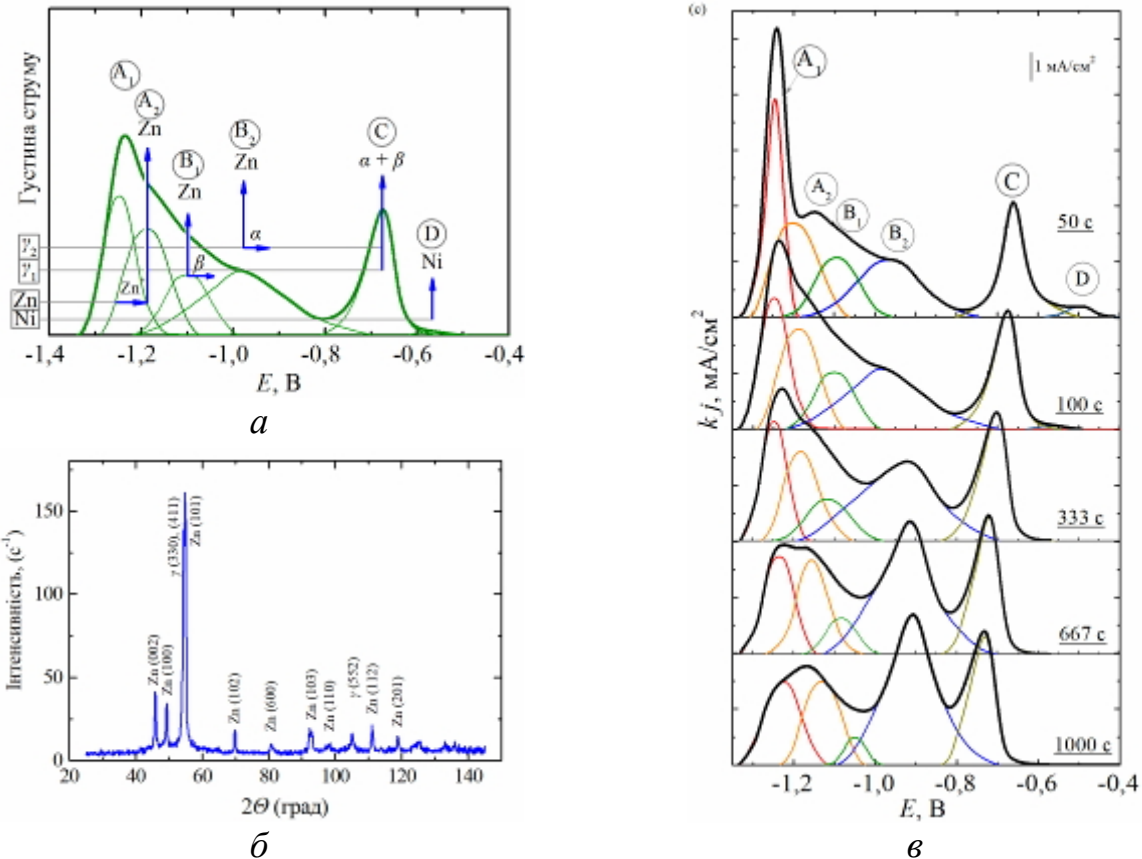 Густина струму
A₁
A₂
Zn
B₁
Zn
B₂
Zn
C
α + β
D
Ni
α
β
Zn*
γ₂
γ₁
Zn
Ni
-1,4 -1,2 -1,0 -0,8 -0,6 -0,4
E, В
а
Інтенсивність, (с⁻¹)
150
100
50
0
Zn (002)
Zn (100)
γ (330), (411)
Zn (101)
Zn (102)
Zn (600)
Zn (103)
Zn (110)
γ (552)
Zn (112)
Zn (201)
20 40 60 80 100 120 140
2Θ (град)
б
(c)
1 мА/см²
A₁
A₂
B₁
B₂
C
D
50 с
100 с
333 с
667 с
1000 с
k j, мА/см²
-1,2 -1,0 -0,8 -0,6 -0,4
E, В
в